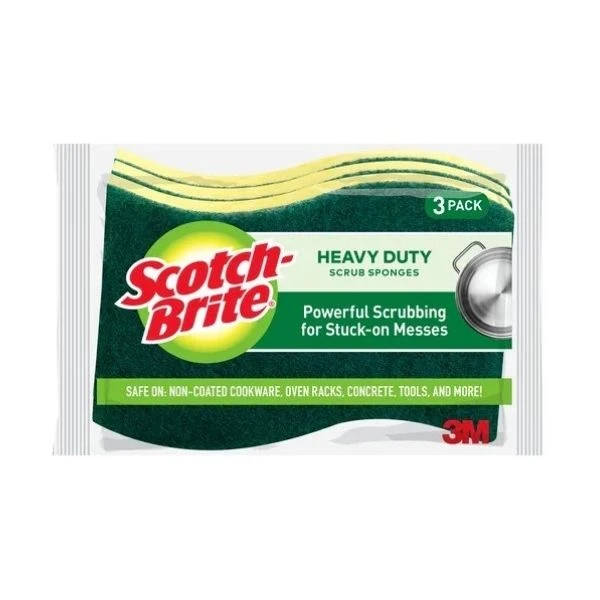 3 PACK
Scotch-
Brite®
HEAVY DUTY
SCRUB SPONGES
Powerful Scrubbing
for Stuck-on Messes
SAFE ON: NON-COATED COOKWARE, OVEN RACKS, CONCRETE, TOOLS, AND MORE!
3M